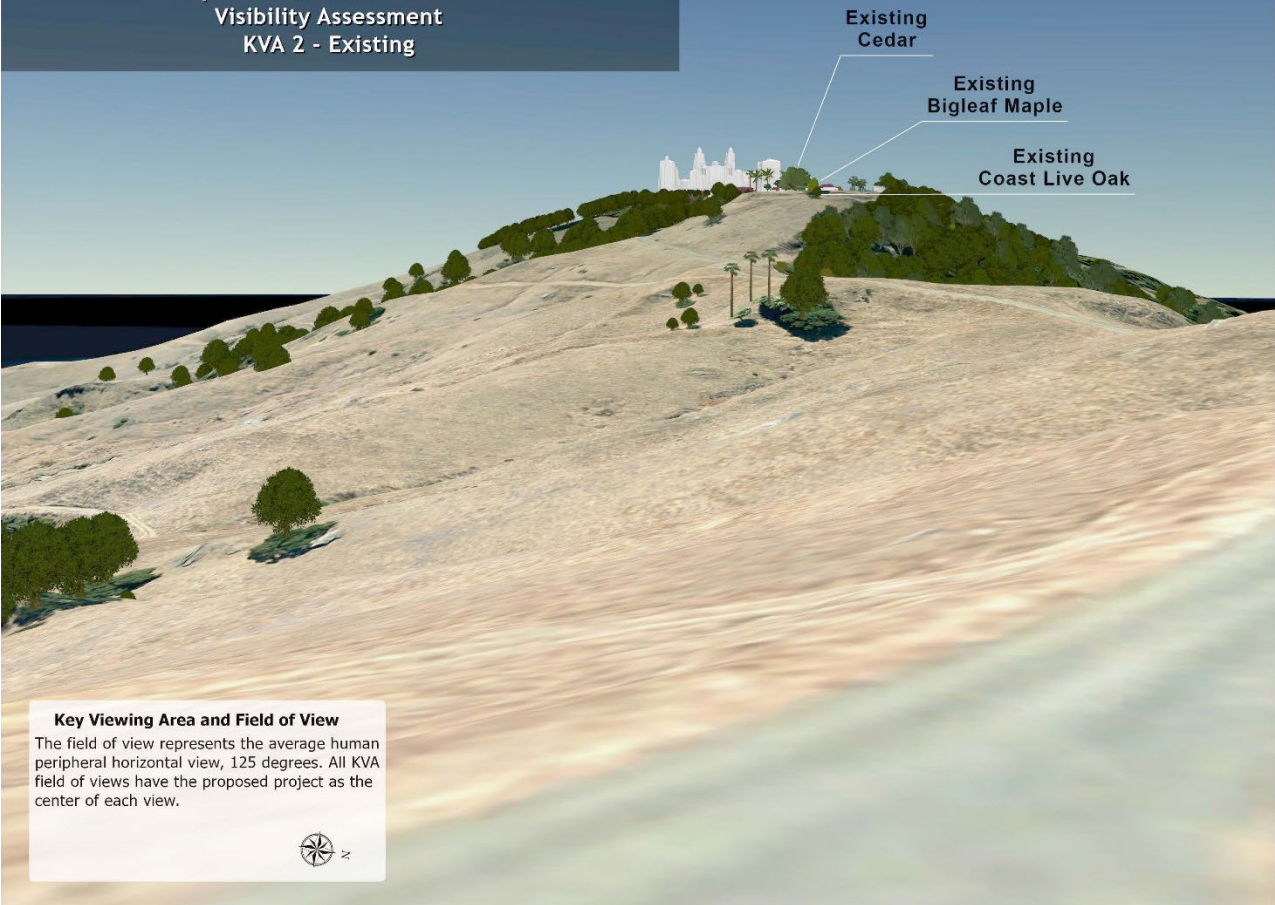 Visibility Assessment
KVA 2 - Existing
Existing
Cedar
Existing
Bigleaf Maple
Existing
Coast Live Oak
Key Viewing Area and Field of View
The field of view represents the average human
peripheral horizontal view, 125 degrees. All KVA
field of views have the proposed project as the
center of each view.
N